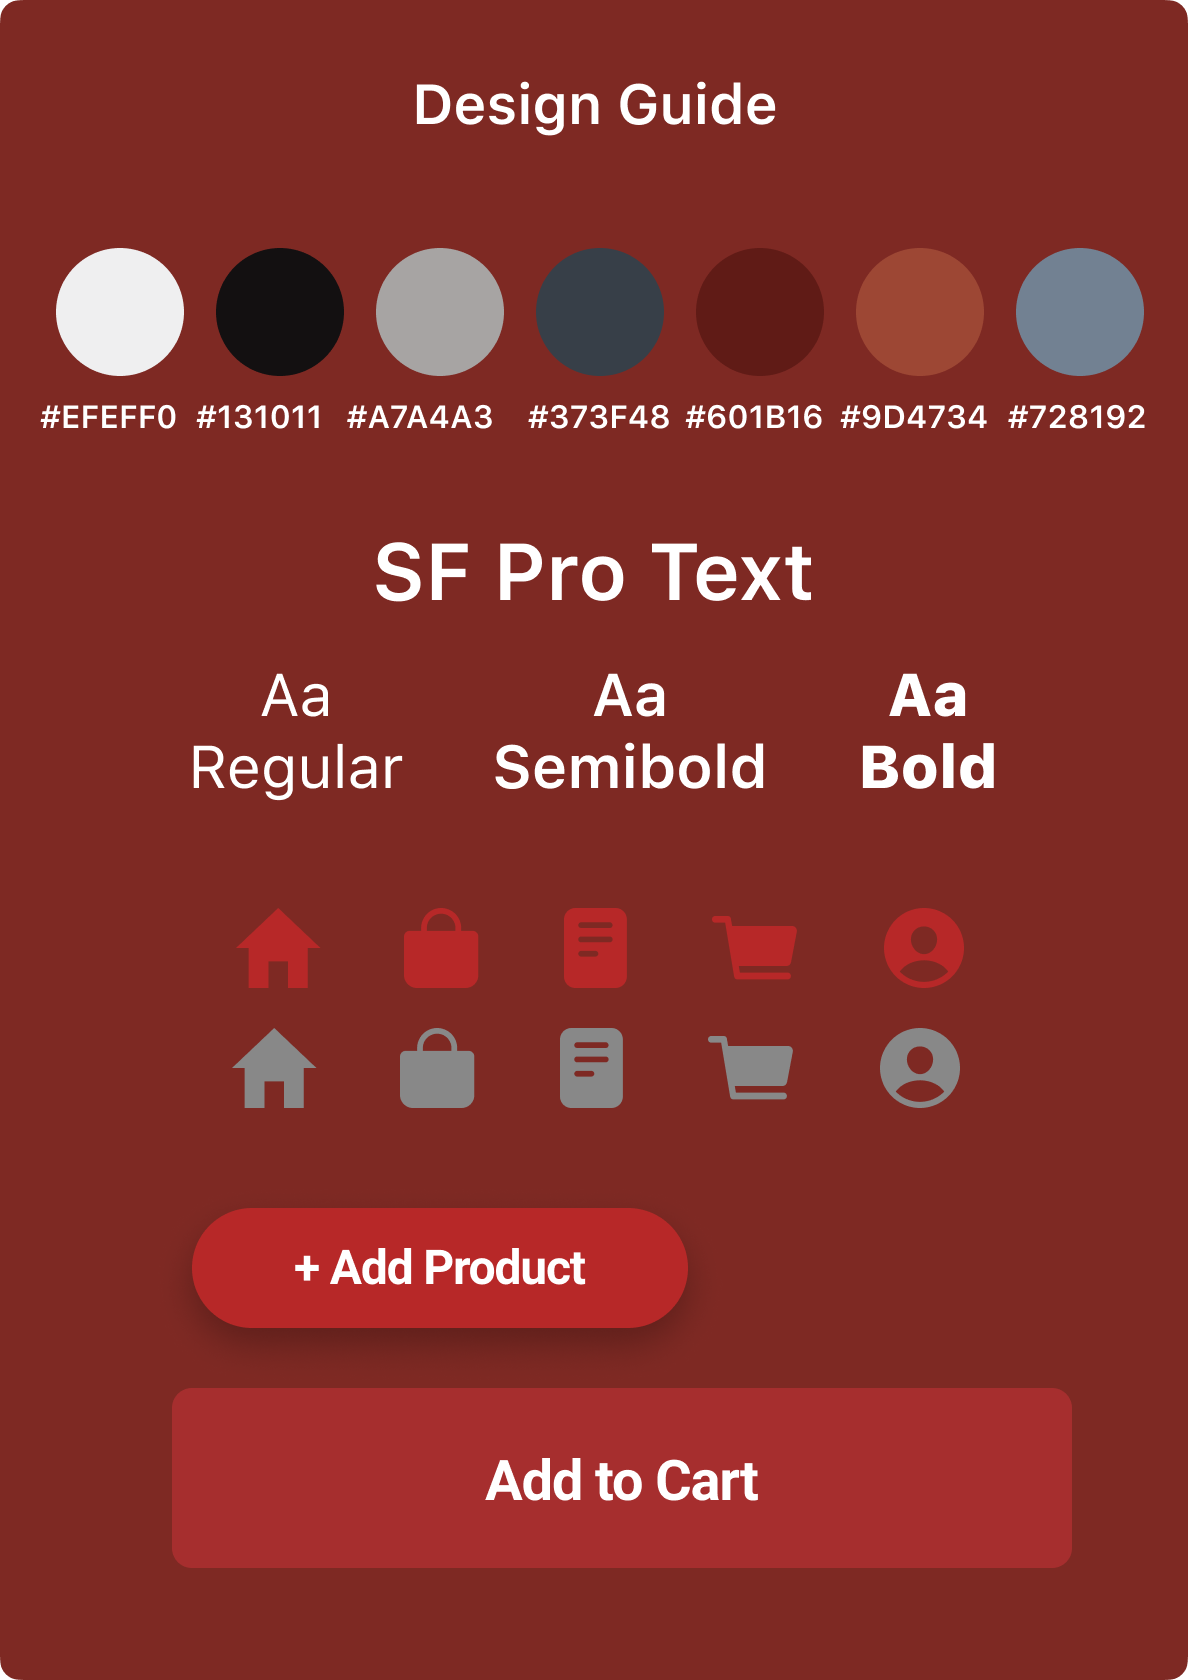 Design Guide
#EFEFF0 #131011 #A7A4A3 #373F48 #601B16 #9D4734 #728192
SF Pro Text
Aa Aa Aa
Regular Semibold Bold
+ Add Product
Add to Cart